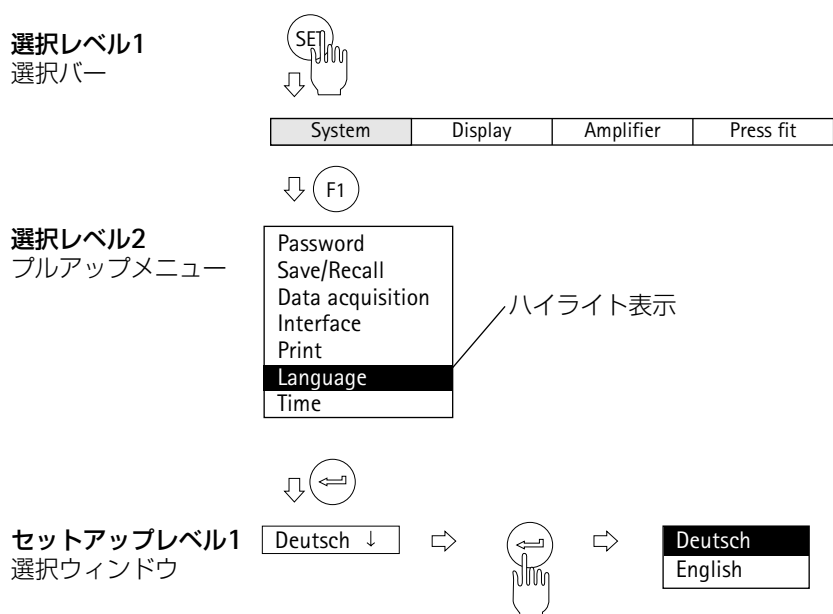 選択レベル1
選択バー
SET
System Display Amplifier Press fit
F1
選択レベル2
プルアップメニュー
Password
Save/Recall
Data acquisition
Interface
Print
Language
Time
ハイライト表示
セットアップレベル1
選択ウィンドウ
Deutsch ↓
Deutsch
English